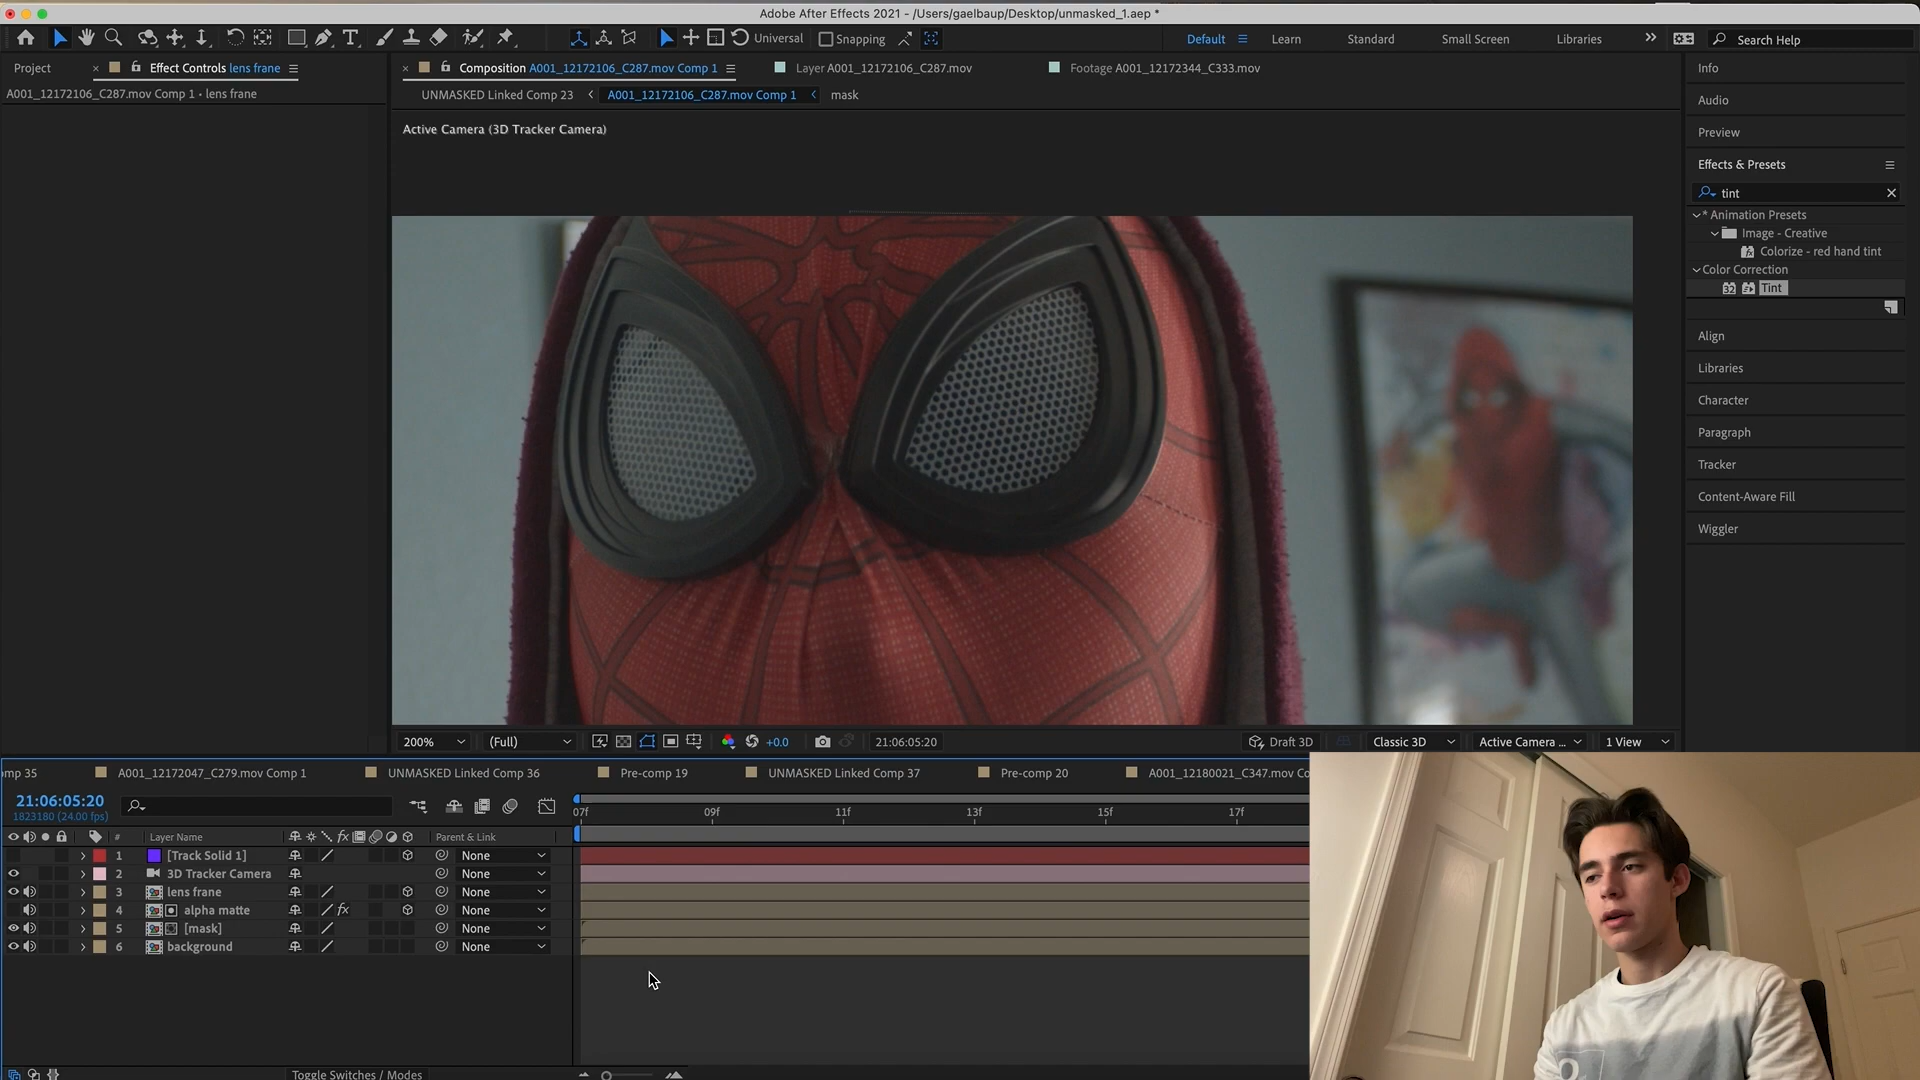 Adobe After Effects 2021 - /Users/gaelbaup/Desktop/unmasked_1.aep *
Universal
Snapping
Default
Learn
Standard
Small Screen
Libraries
Search Help
Project
Effect Controls lens frane
A001_12172106_C287.mov Comp 1 • lens frane
Composition A001_12172106_C287.mov Comp 1
Layer A001_12172106_C287.mov
Footage A001_12172344_C333.mov
UNMASKED Linked Comp 23
A001_12172106_C287.mov Comp 1
mask
Active Camera (3D Tracker Camera)
Info
Audio
Preview
Effects & Presets
tint
* Animation Presets
Image - Creative
Colorize - red hand tint
Color Correction
32 Tint
Align
Libraries
Character
Paragraph
Tracker
Content-Aware Fill
Wiggler
200%
(Full)
+0.0
21:06:05:20
Draft 3D
Classic 3D
Active Camera ...
1 View
mp 35
A001_12172047_C279.mov Comp 1
UNMASKED Linked Comp 36
Pre-comp 19
UNMASKED Linked Comp 37
Pre-comp 20
A001_12180021_C347.mov Co
21:06:05:20
1823180 (24.00 fps)
07f 09f 11f 13f 15f 17f
# Layer Name fx Parent & Link
1 [Track Solid 1] None
2 3D Tracker Camera None
3 lens frane None
4 alpha matte fx None
5 [mask] None
6 background None
Toggle Switches / Modes